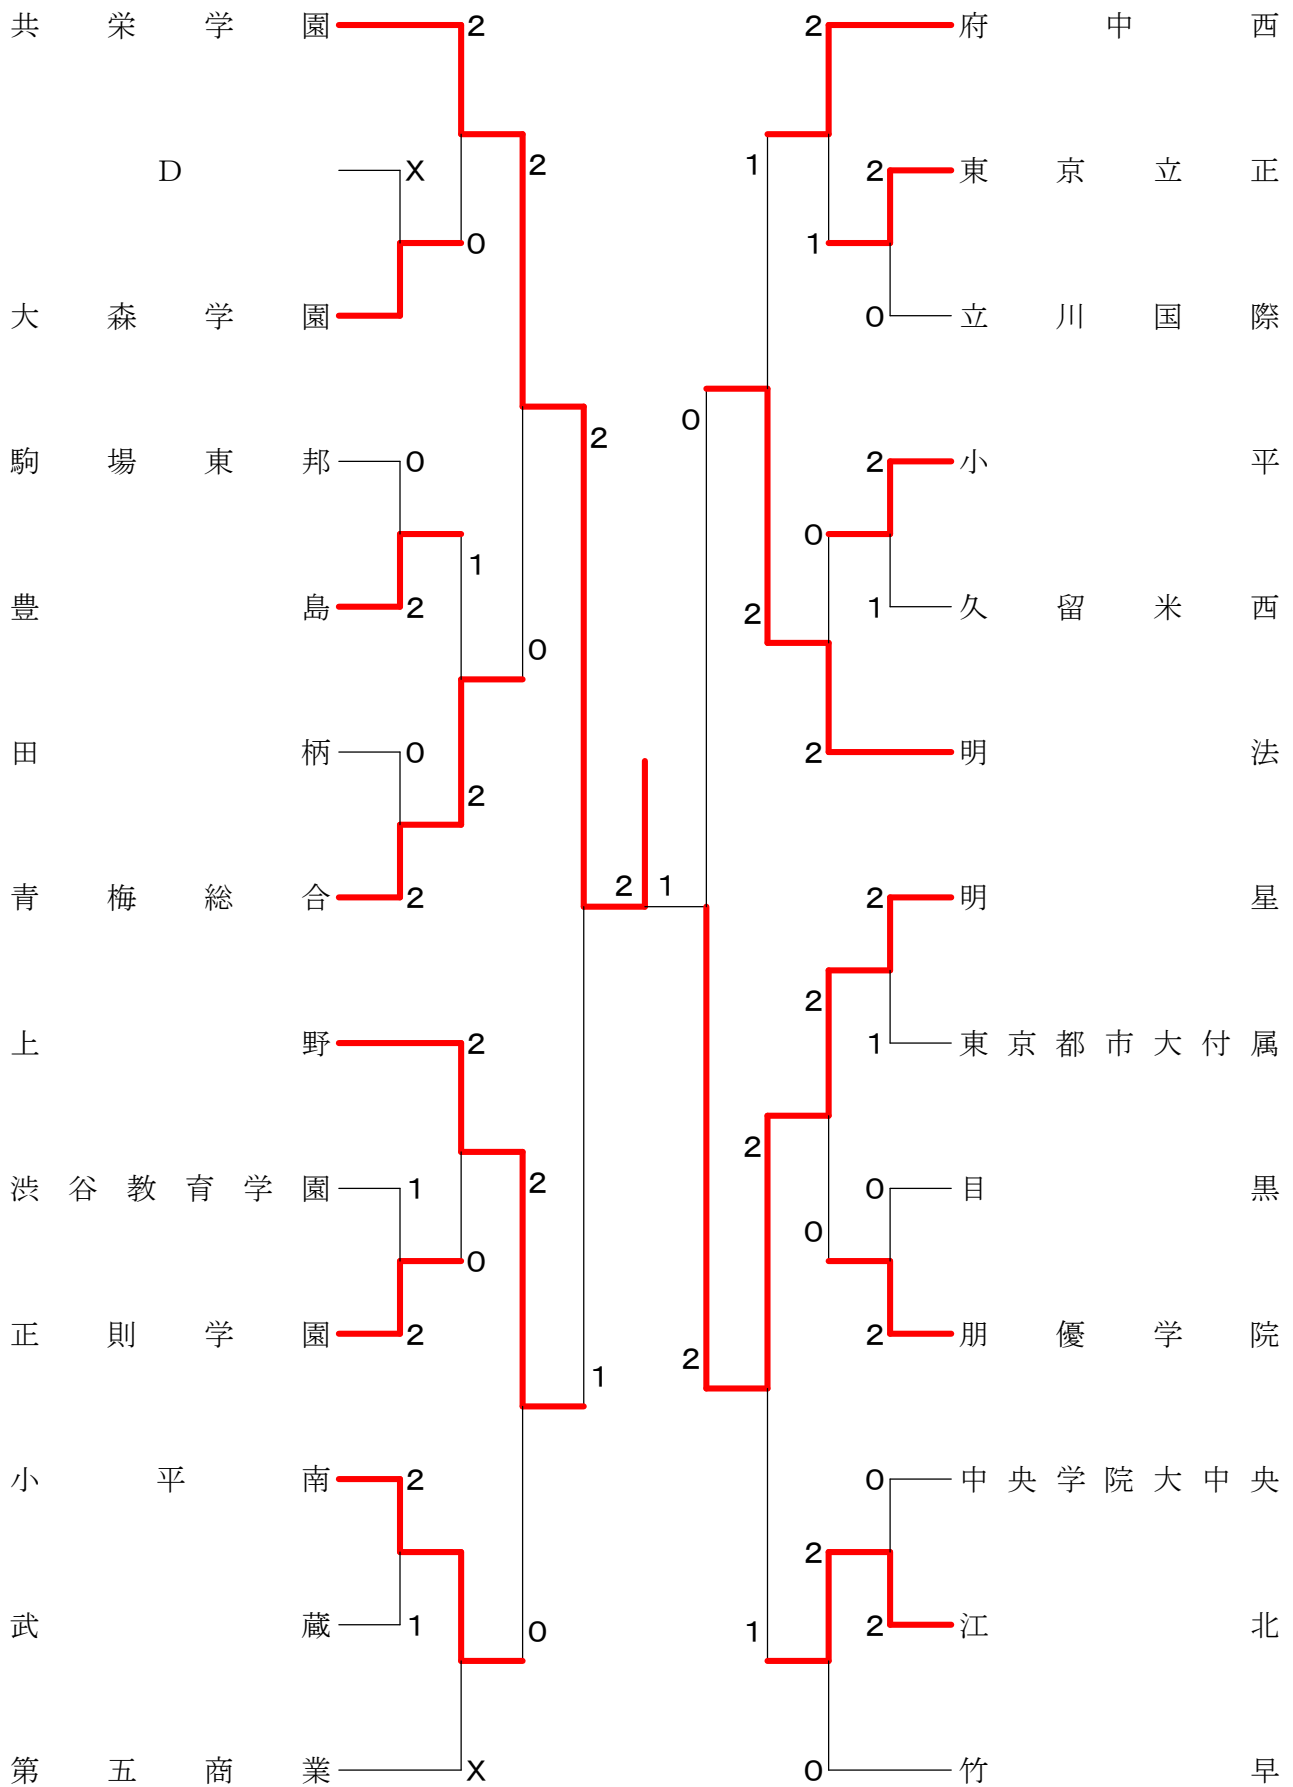 共栄学園 2 2 府中西
2 1
D X 2 東京立正
0 1
大森学園 0 立川国際
2 0
駒場東邦 0 2 小平
1 0
豊島 2 2 1 久留米西
0
田柄 0 2 明法
2
2 1
青梅総合 2 2 明星
2
上野 2 1 東京都市大付属
2 2
渋谷教育学園 1 0 目黒
0 0
正則学園 2 2 朋優学院
1 2
小平南 2 0 中央学院大中央
2
武蔵 1 0 1 2 江北
第五商業 X 0 竹早